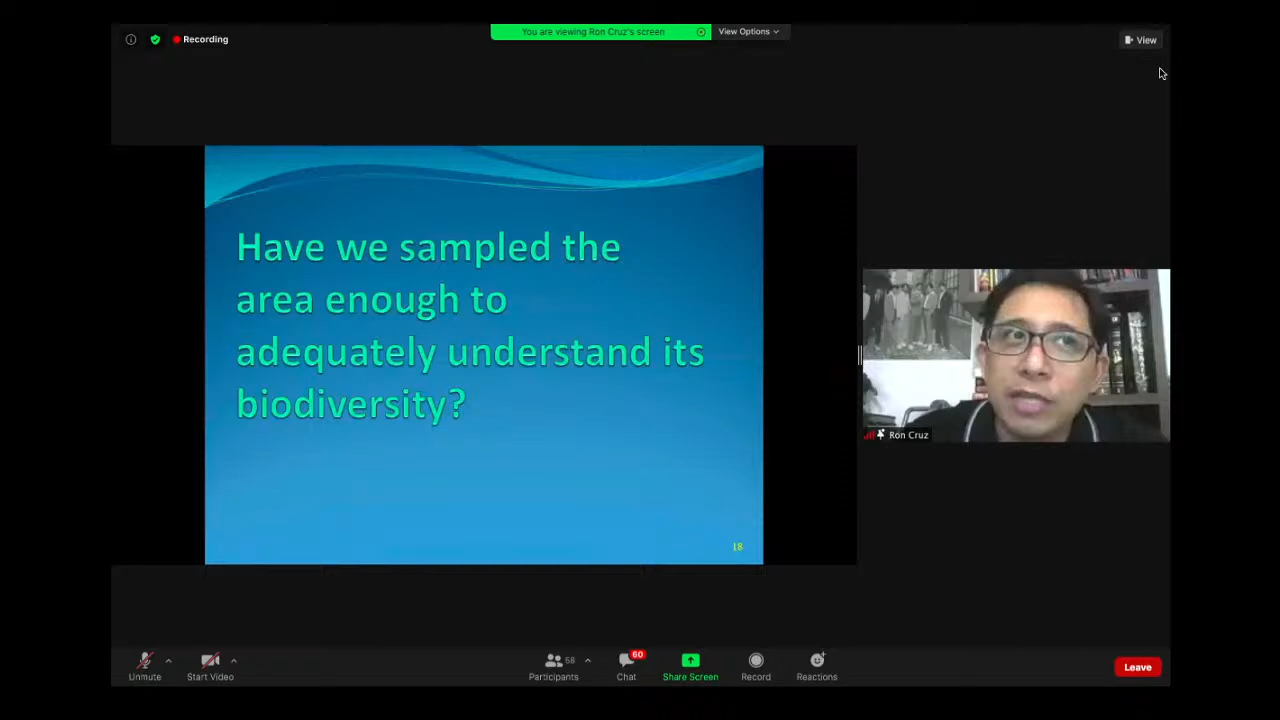 Recording
You are viewing Ron Cruz's screen
View Options
View
Have we sampled the
area enough to
adequately understand its
biodiversity?
18
Ron Cruz
Unmute
Start Video
58
Participants
60
Chat
Share Screen
Record
Reactions
Leave